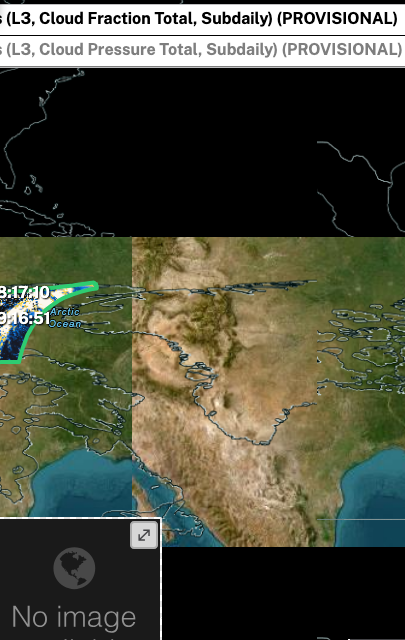 s (L3, Cloud Fraction Total, Subdaily) (PROVISIONAL)
s (L3, Cloud Pressure Total, Subdaily) (PROVISIONAL)
8:17:10
9:16:51
Arctic
Ocean
No image